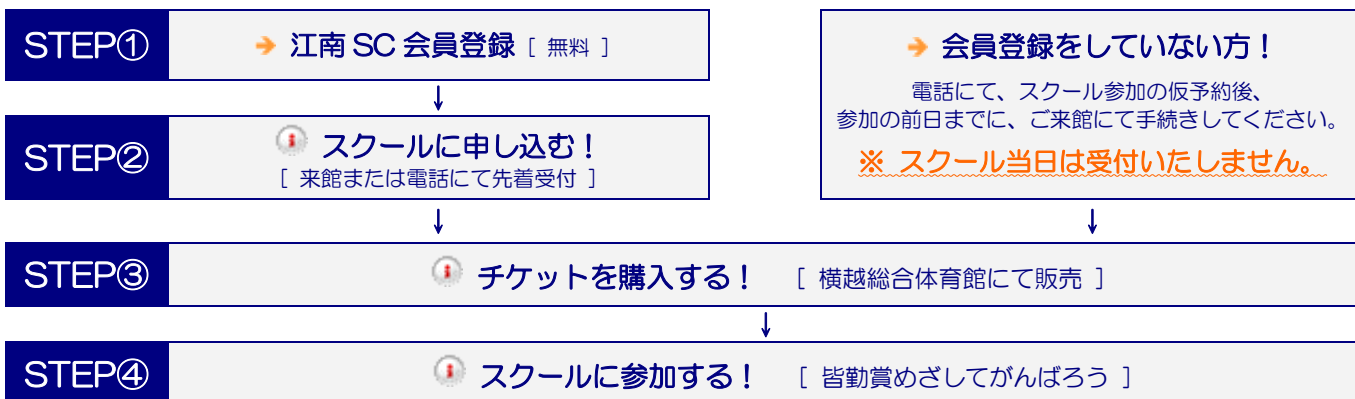 STEP①
江南 SC 会員登録 [ 無料 ]
↓
STEP②
スクールに申し込む！
[ 来館または電話にて先着受付 ]
↓
会員登録をしていない方！
電話にて、スクール参加の仮予約後、
参加の前日までに、ご来館にて手続きしてください。
※ スクール当日は受付いたしません。
↓
STEP③
チケットを購入する！ [ 横越総合体育館にて販売 ]
↓
STEP④
スクールに参加する！ [ 皆勤賞めざしてがんばろう ]